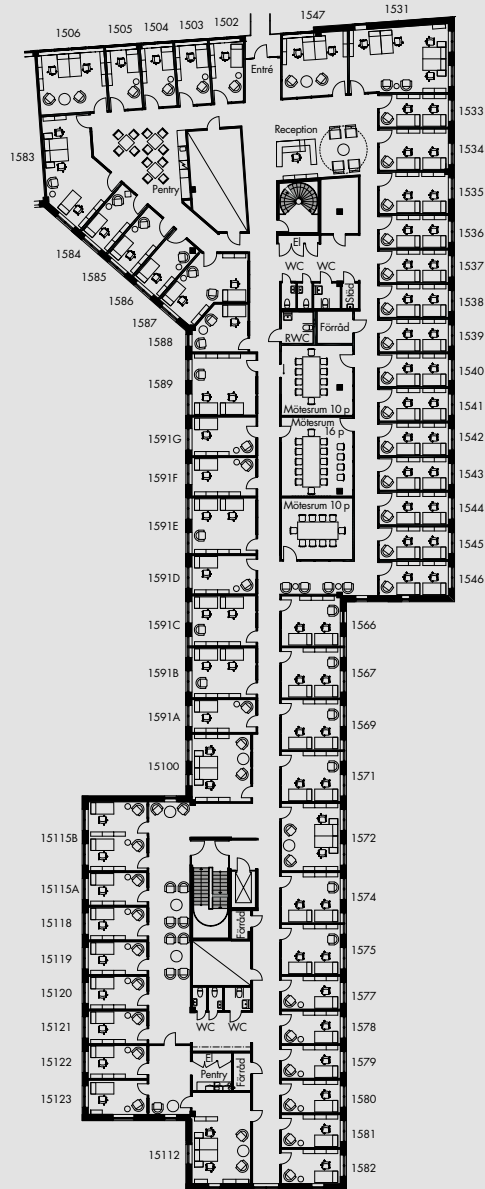 1506
1505
1504
1503
1502
1547
1531
Entré
1533
Reception
1534
1583
Pentry
1535
1584
El
1536
1585
WC
WC
1537
1586
Städ
1538
1587
RWC
Förråd
1539
1588
1540
1589
Mötesrum 10 p
1541
Mötesrum
16 p
1591G
1542
1591F
1543
Mötesrum 10 p
1544
1591E
1545
1591D
1546
1591C
1566
1591B
1567
1591A
1569
15100
1571
15115B
1572
15115A
1574
15118
Förråd
15119
1575
15120
1577
15121
WC
WC
1578
15122
El
Pentry
Förråd
1579
15123
1580
15112
1581
1582